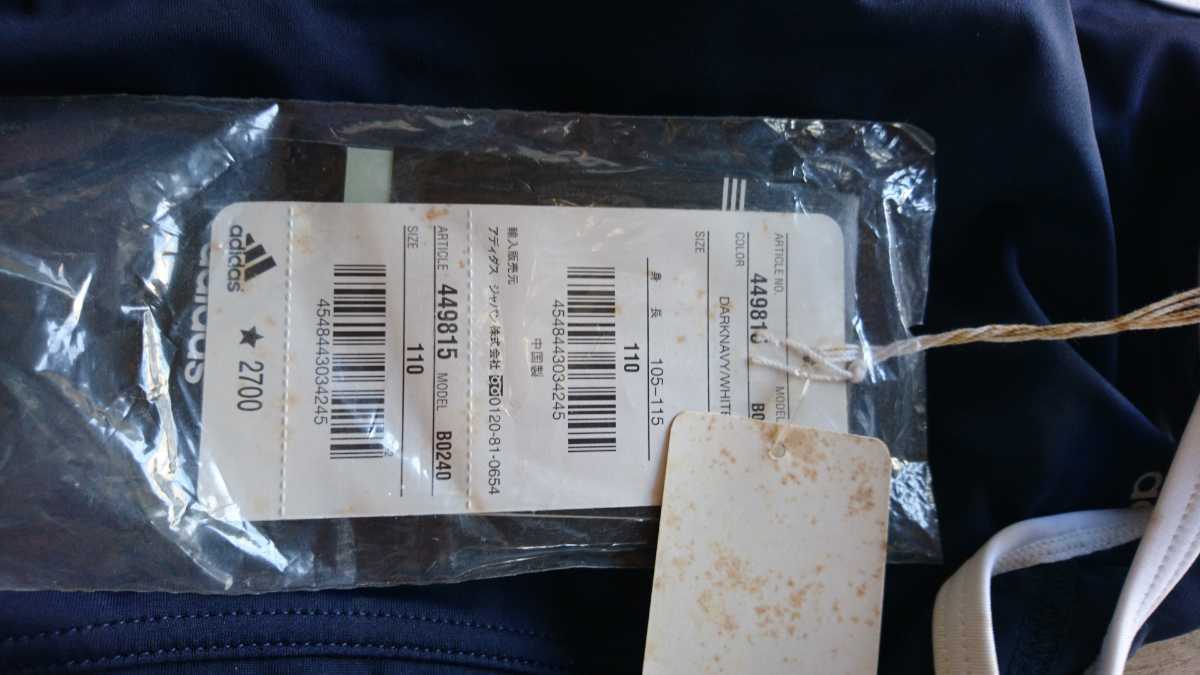 ARTICLE NO. MODEL
449815 B0
COLOR
DARKNAVY/WHITE
SIZE
身長 105-115
110
4548443034245
中国製
輸入販売元
アディダス ジャパン株式会社 0120-81-0654
ARTICLE 449815 MODEL B0240
SIZE 110
4548443034245
adidas
★2700
adidas